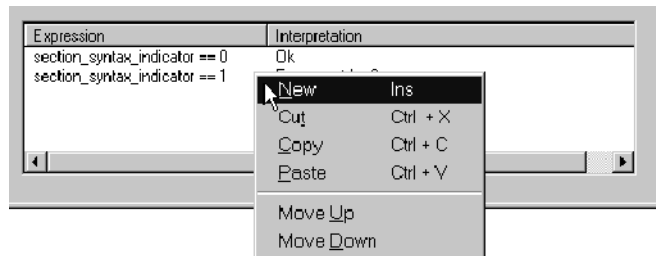 Expression Interpretation
section_syntax_indicator == 0 Ok
section_syntax_indicator == 1
New Ins
Cut Ctrl + X
Copy Ctrl + C
Paste Ctrl + V
Move Up
Move Down